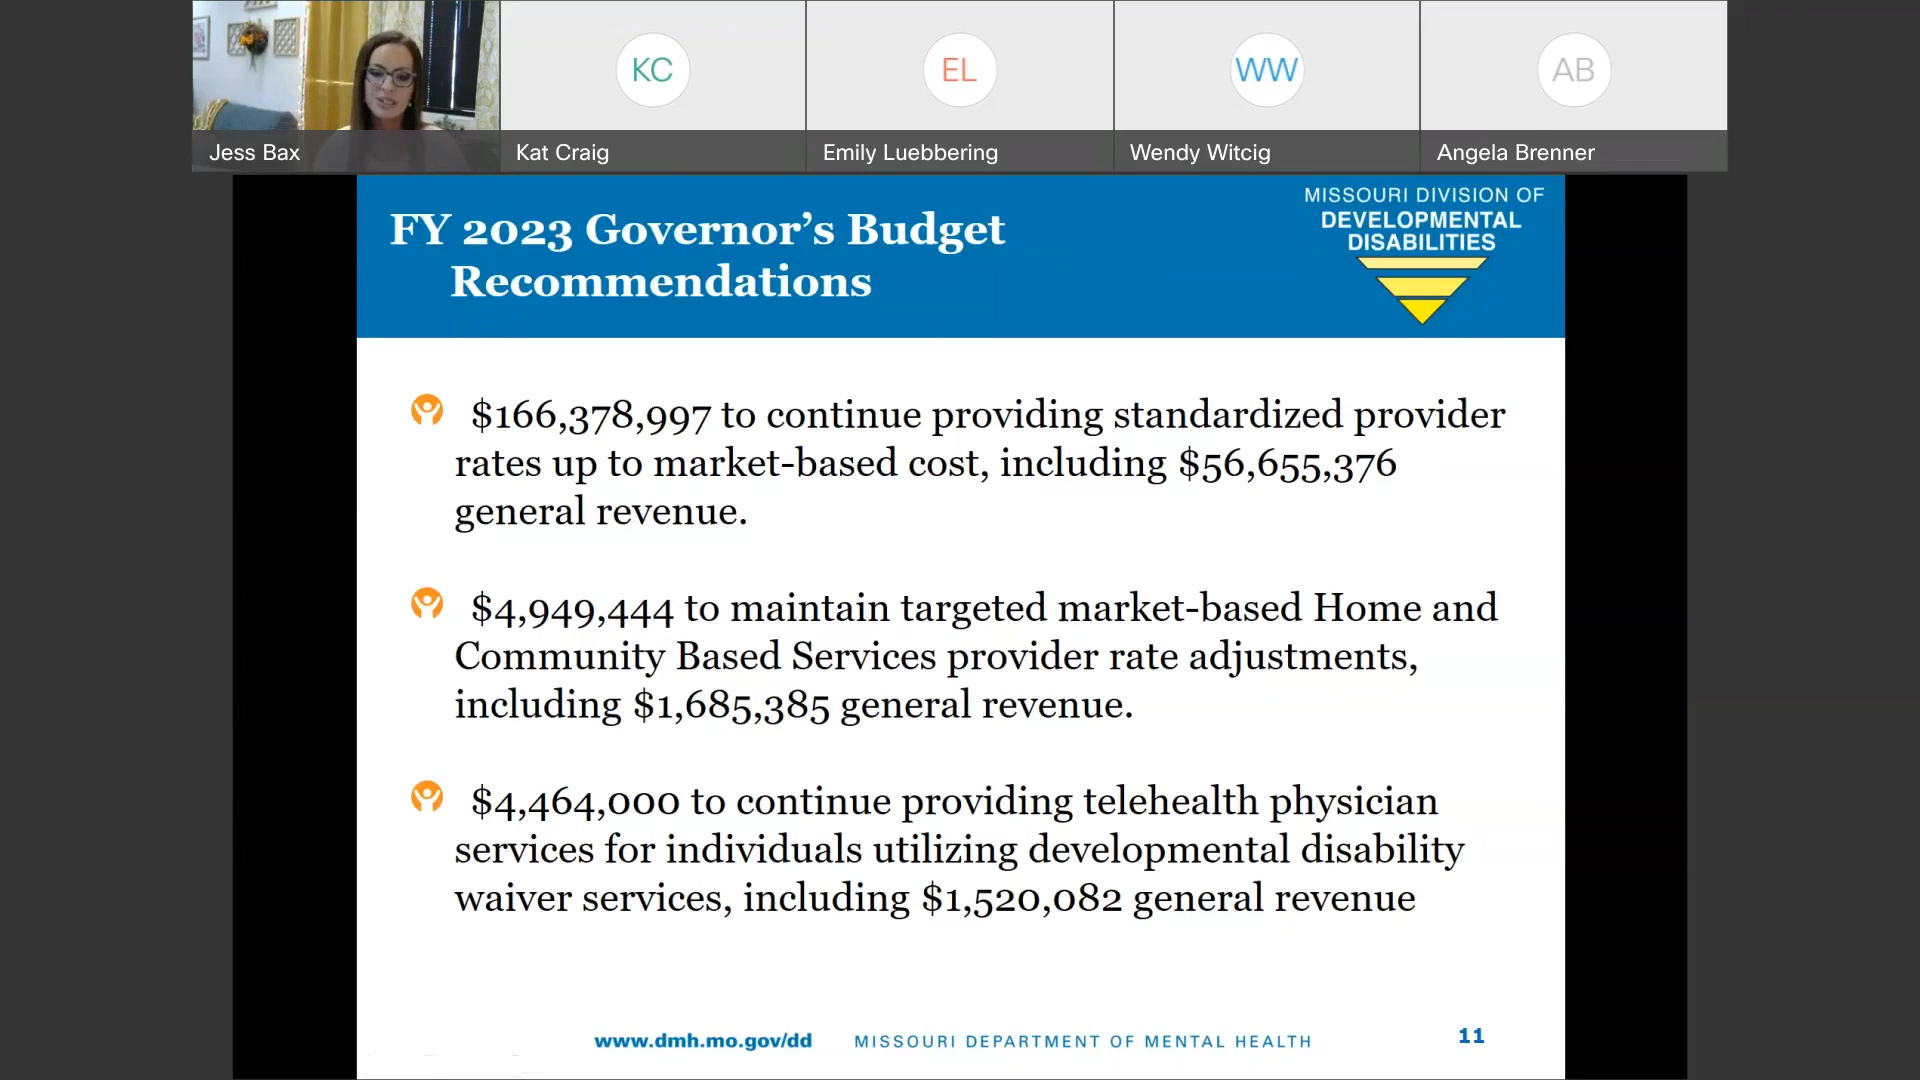 KC
EL
WW
AB
Jess Bax
Kat Craig
Emily Luebbering
Wendy Witcig
Angela Brenner
FY 2023 Governor’s Budget
Recommendations
MISSOURI DIVISION OF
DEVELOPMENTAL
DISABILITIES
$166,378,997 to continue providing standardized provider
rates up to market-based cost, including $56,655,376
general revenue.
$4,949,444 to maintain targeted market-based Home and
Community Based Services provider rate adjustments,
including $1,685,385 general revenue.
$4,464,000 to continue providing telehealth physician
services for individuals utilizing developmental disability
waiver services, including $1,520,082 general revenue
www.dmh.mo.gov/dd
MISSOURI DEPARTMENT OF MENTAL HEALTH
11